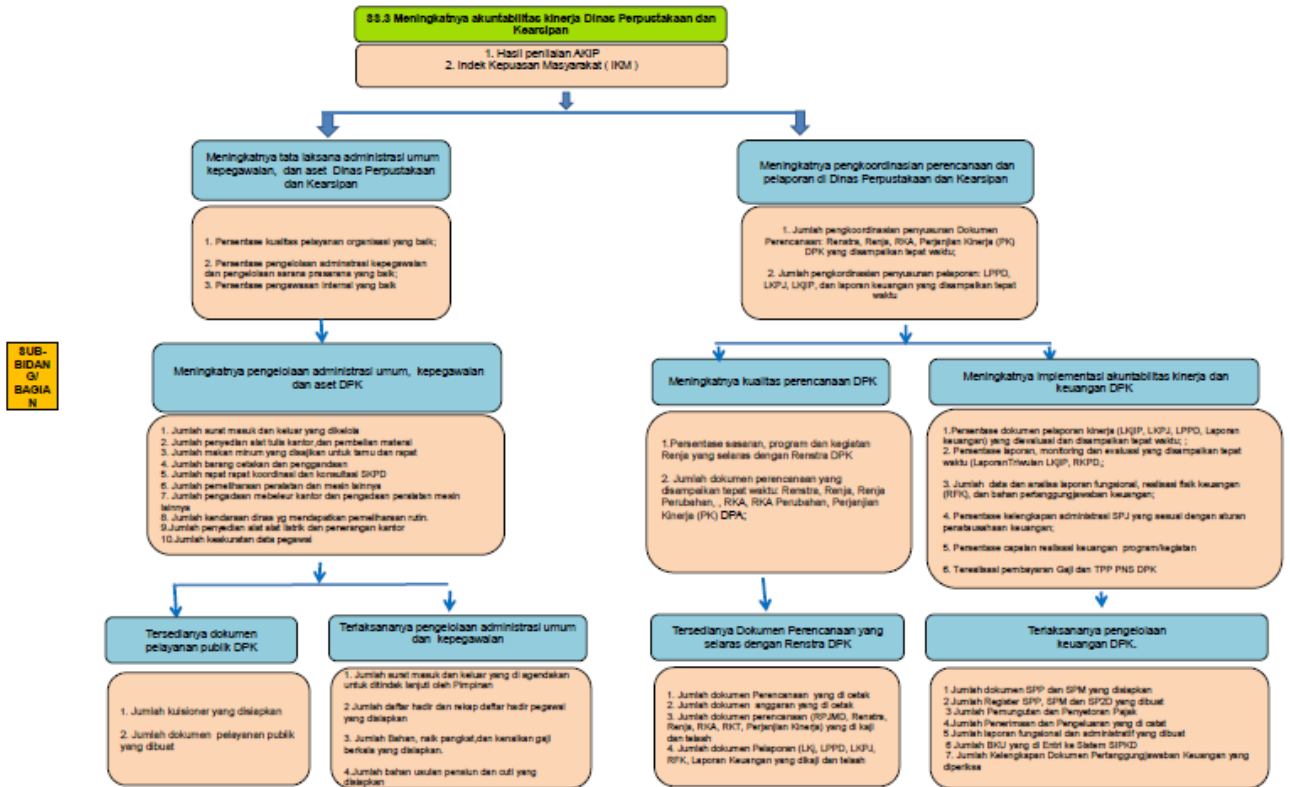 SS.3 Meningkatnya akuntabilitas kinerja Dinas Perpustakaan dan
Kearsipan
1. Hasil penilaian AKIP
2. Indek Kepuasan Masyarakat ( IKM )
Meningkatnya tata laksana administrasi umum
kepegawaian, dan aset Dinas Perpustakaan
dan Kearsipan
Meningkatnya pengkoordinasian perencanaan dan
pelaporan di Dinas Perpustakaan dan Kearsipan
1. Persentase kualitas pelayanan organisasi yang baik;
2. Persentase pengelolaan adminstrasi kepegawaian
dan pengelolaan sarana prasarana yang baik;
3. Persentase pengawasan internal yang baik
1. Jumlah pengkoordinasian penyusunan Dokumen
Perencanaan: Renstra, Renja, RKA, Perjanjian Kinerja (PK)
DPK yang disampaikan tepat waktu;
2. Jumlah pengkordinasian penyusunan pelaporan: LPPD,
LKPJ, LKjIP, dan laporan keuangan yang disampaikan tepat
waktu
SUB-
BIDAN
G/
BAGIA
N
Meningkatnya pengelolaan administrasi umum, kepegawaian
dan aset DPK
Meningkatnya kualitas perencanaan DPK
Meningkatnya implementasi akuntabilitas kinerja dan
keuangan DPK
1. Jumlah surat masuk dan keluar yang dikelola
2. Jumlah penyedian alat tulis kantor,dan pembelian materai
3. Jumlah makan minum yang disajikan untuk tamu dan rapat
4. Jumlah barang cetakan dan penggandaan
5. Jumlah rapat rapat koordinasi dan konsultasi SKPD
6. Jumlah pemeliharaan peralatan dan mesin lainnya
7. Jumlah pengadaan mebeleur kantor dan pengadaan peralatan mesin
lainnya
8. Jumlah kendaraan dinas yg mendapatkan pemeliharaan rutin.
9.Jumlah penyedian alat alat listrik dan penerangan kantor
10.Jumlah keakuratan data pegawai
1.Persentase sasaran, program dan kegiatan
Renja yang selaras dengan Renstra DPK
2. Jumlah dokumen perencanaan yang
disampaikan tepat waktu: Renstra, Renja, Renja
Perubahan, , RKA, RKA Perubahan, Perjanjian
Kinerja (PK) DPA;
1.Persentase dokumen pelaporan kinerja (LKjIP, LKPJ, LPPD, Laporan
keuangan) yang dievaluasi dan disampaikan tepat waktu; ;
2. Persentase laporan, monitoring dan evaluasi yang disampaikan tepat
waktu (LaporanTriwulan LKjIP, RKPD,;
3. Jumlah data dan analisa laporan fungsional, realisasi fisik keuangan
(RFK), dan bahan pertanggungjawaban keuangan;
4. Persentase kelengkapan administrasi SPJ yang sesuai dengan aturan
penatausahaan keuangan;
5. Persentase capaian realisasi keuangan program/kegiatan
6. Terealisasi pembayaran Gaji dan TPP PNS DPK
Tersedianya dokumen
pelayanan publik DPK
Terlaksananya pengelolaan administrasi umum
dan kepegawaian
Tersedianya Dokumen Perencanaan yang
selaras dengan Renstra DPK
Terlaksananya pengelolaan
keuangan DPK.
1. Jumlah kuisioner yang disiapkan
2. Jumlah dokumen pelayanan publik
yang dibuat
1. Jumlah surat masuk dan keluar yang di agendakan
untuk ditindak lanjuti oleh Pimpinan
2 Jumlah daftar hadir dan rekap daftar hadir pegawai
yang disiapkan
3. Jumlah Bahan, naik pangkat,dan kenaikan gaji
berkala yang disiapkan.
4.Jumlah bahan usulan pensiun dan cuti yang
disiapkan
1. Jumlah dokumen Perencanaan yang di cetak
2. Jumlah dokumen anggaran yang di cetak
3. Jumlah dokumen perencanaan (RPJMD, Renstra,
Renja, RKA, RKT, Perjanjian Kinerja) yang di kaji
dan telaah
4. Jumlah dokumen Pelaporan (LKj, LPPD, LKPJ,
RFK, Laporan Keuangan yang dikaji dan telaah
1 Jumlah dokumen SPP dan SPM yang disiapkan
2Jumlah Register SPP, SPM dan SP2D yang dibuat
3 Jumlah Pemungutan dan Penyetoran Pajak
4Jumlah Penerimaan dan Pengeluaran yang di catat
5Jumlah laporan fungsional dan administratif yang dibuat
6 Jumlah BKU yang di Entri ke Sistem SIPKD
7. Jumlah Kelengkapan Dokumen Pertanggungjawaban Keuangan yang
diperiksa